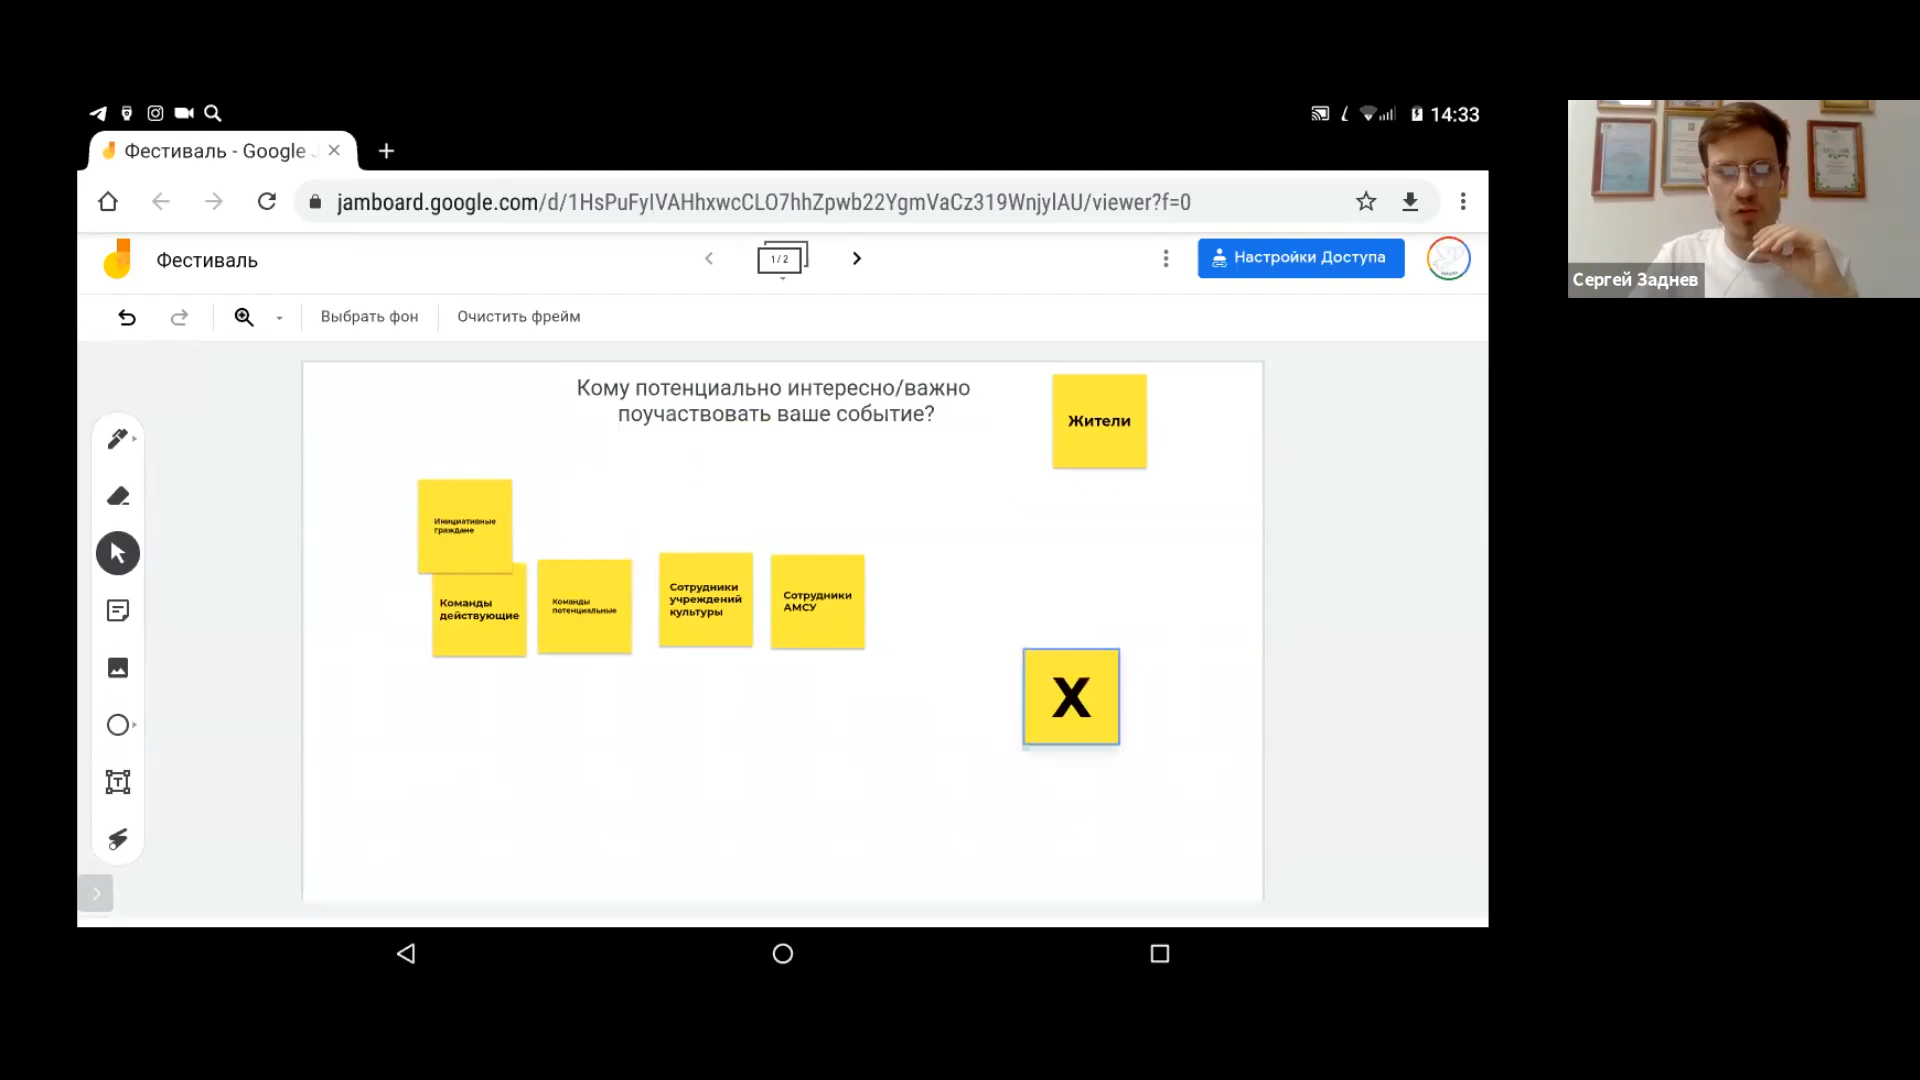 14:33
Фестиваль - Google J
jamboard.google.com/d/1HsPuFyIVAHhxwcCLO7hhZpwb22YgmVaCz319WnjylAU/viewer?f=0
Фестиваль
1/2
Настройки Доступа
Выбрать фон
Очистить фрейм
Кому потенциально интересно/важно
поучаствовать ваше событие?
Жители
Инициативные
граждане
Команды
действующие
Команды
потенциальные
Сотрудники
учреждений
культуры
Сотрудники
АМСУ
X
Сергей Заднев